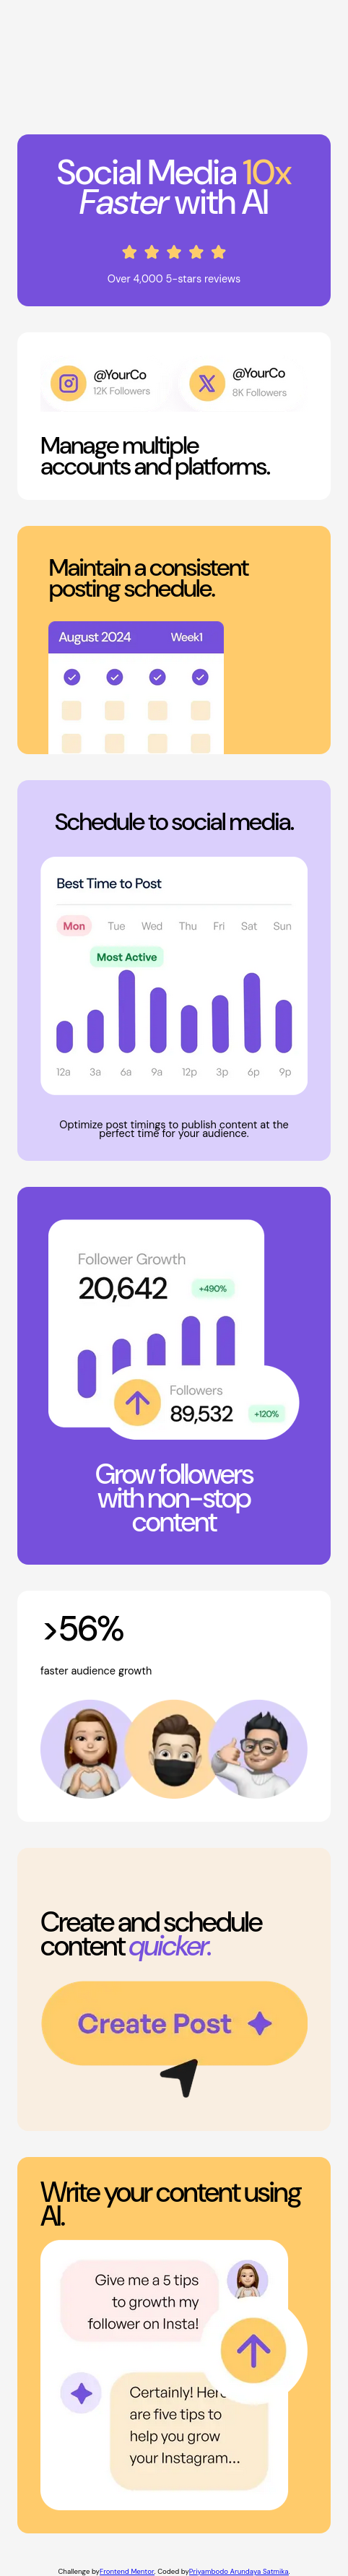 Social Media 10x
Faster with AI
Over 4,000 5-stars reviews
@YourCo
12K Followers
@YourCo
8K Followers
Manage multiple
accounts and platforms.
Maintain a consistent
posting schedule.
August 2024 Week1
Schedule to social media.
Best Time to Post
Mon Tue Wed Thu Fri Sat Sun
Most Active
12a 3a 6a 9a 12p 3p 6p 9p
Optimize post timings to publish content at the
perfect time for your audience.
Follower Growth
20,642 +490%
Followers
89,532 +120%
Grow followers
with non-stop
content
>56%
faster audience growth
Create and schedule
content quicker.
Create Post
Write your content using
AI.
Give me a 5 tips
to growth my
follower on Insta!
Certainly! Here
are five tips to
help you grow
your Instagram...
Challenge by Frontend Mentor. Coded by Priyambodo Arundaya Satmika.